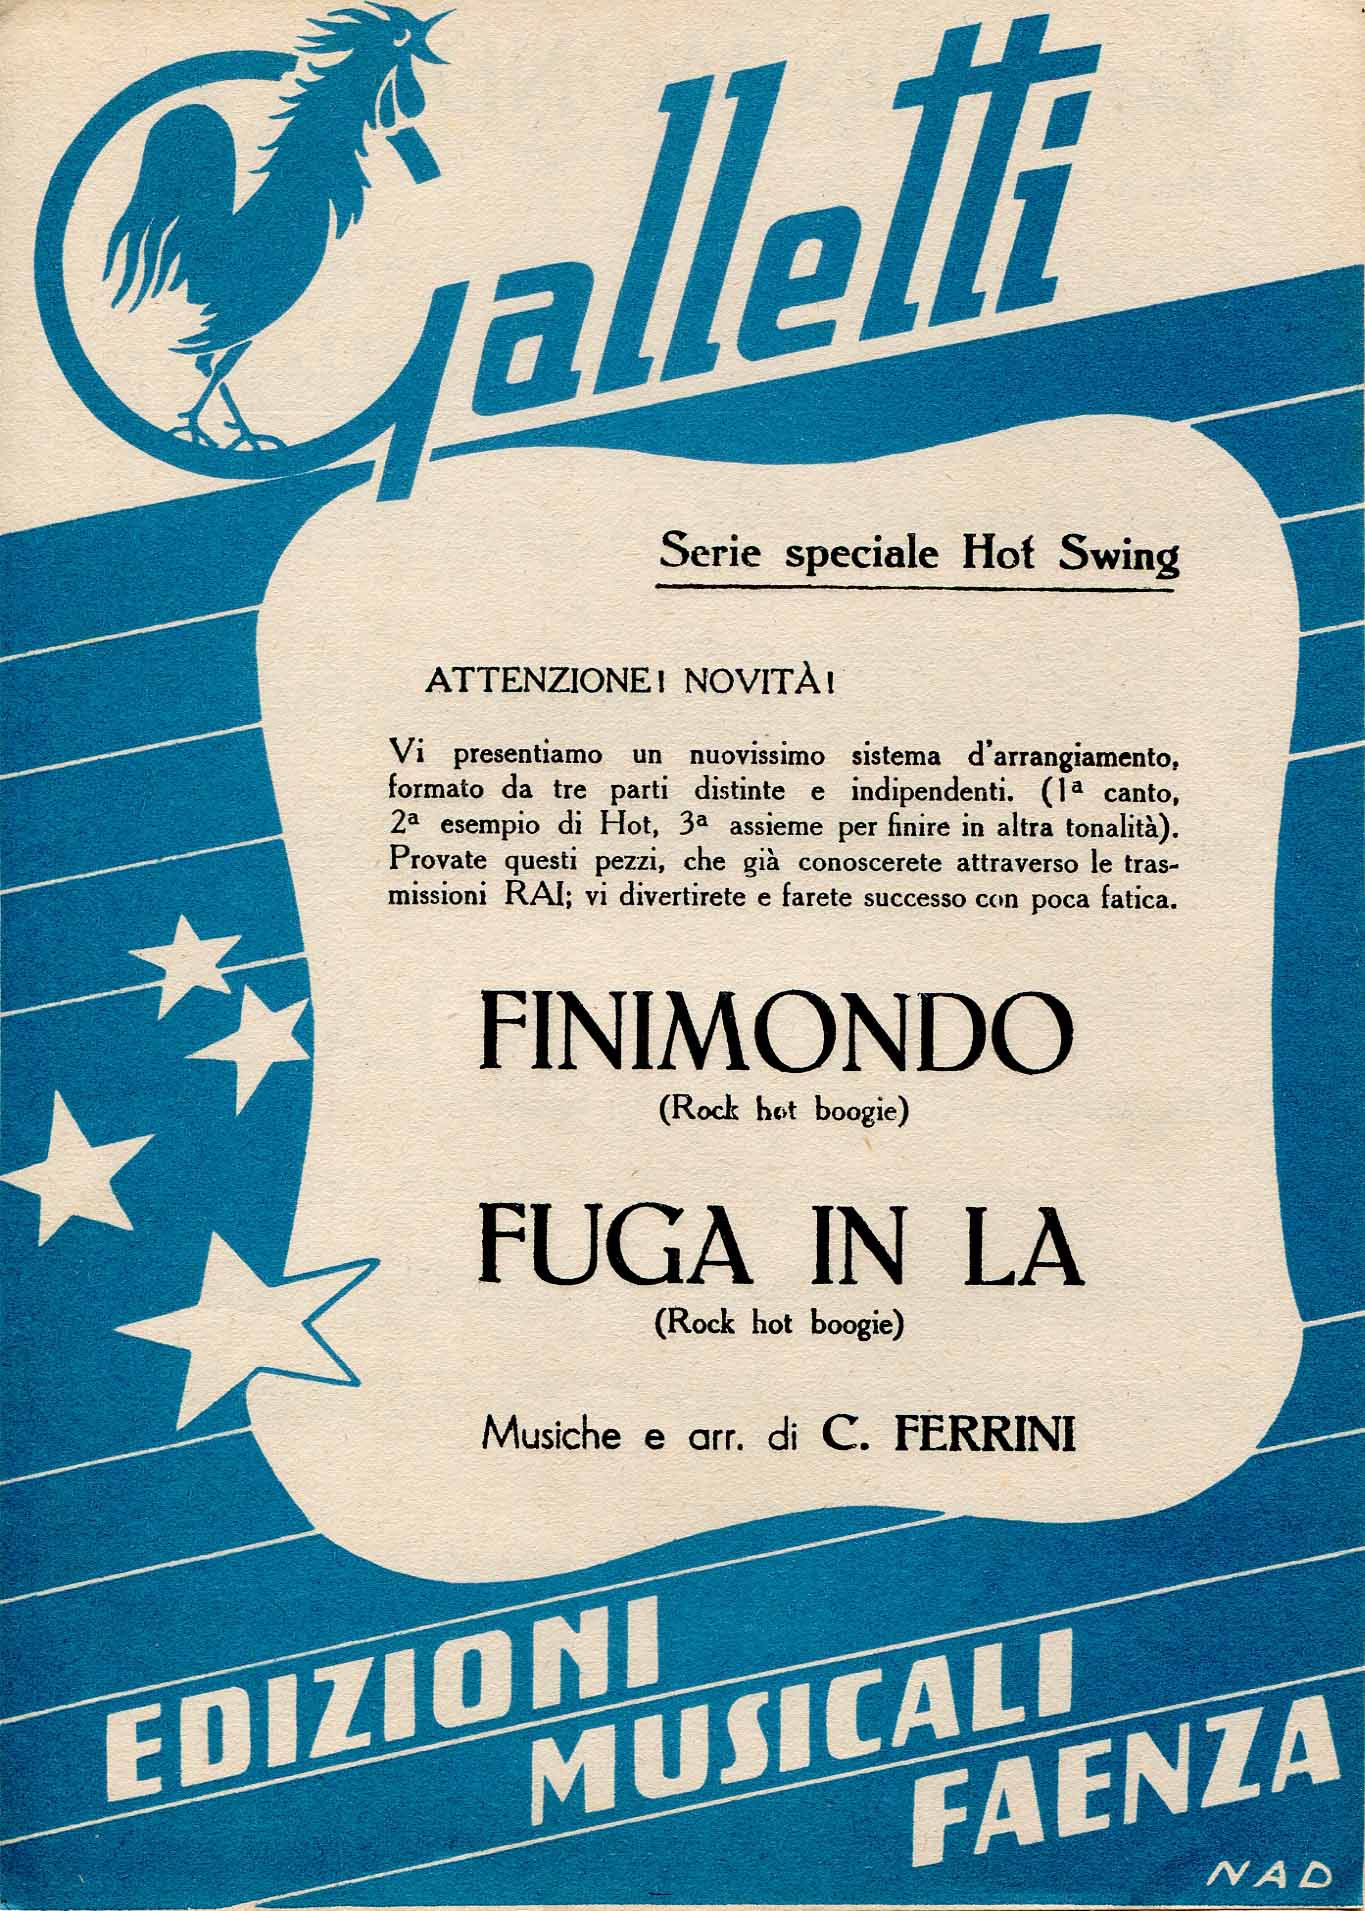 Galletti
Serie speciale Hot Swing
ATTENZIONE! NOVITÀ!
Vi presentiamo un nuovissimo sistema d'arrangiamento,
formato da tre parti distinte e indipendenti. (1ª canto,
2ª esempio di Hot, 3ª assieme per finire in altra tonalità).
Provate questi pezzi, che già conoscerete attraverso le tras-
missioni RAI; vi divertirete e farete successo con poca fatica.
FINIMONDO
(Rock hot boogie)
FUGA IN LA
(Rock hot boogie)
Musiche e arr. di C. FERRINI
EDIZIONI
MUSICALI
FAENZA
NAD